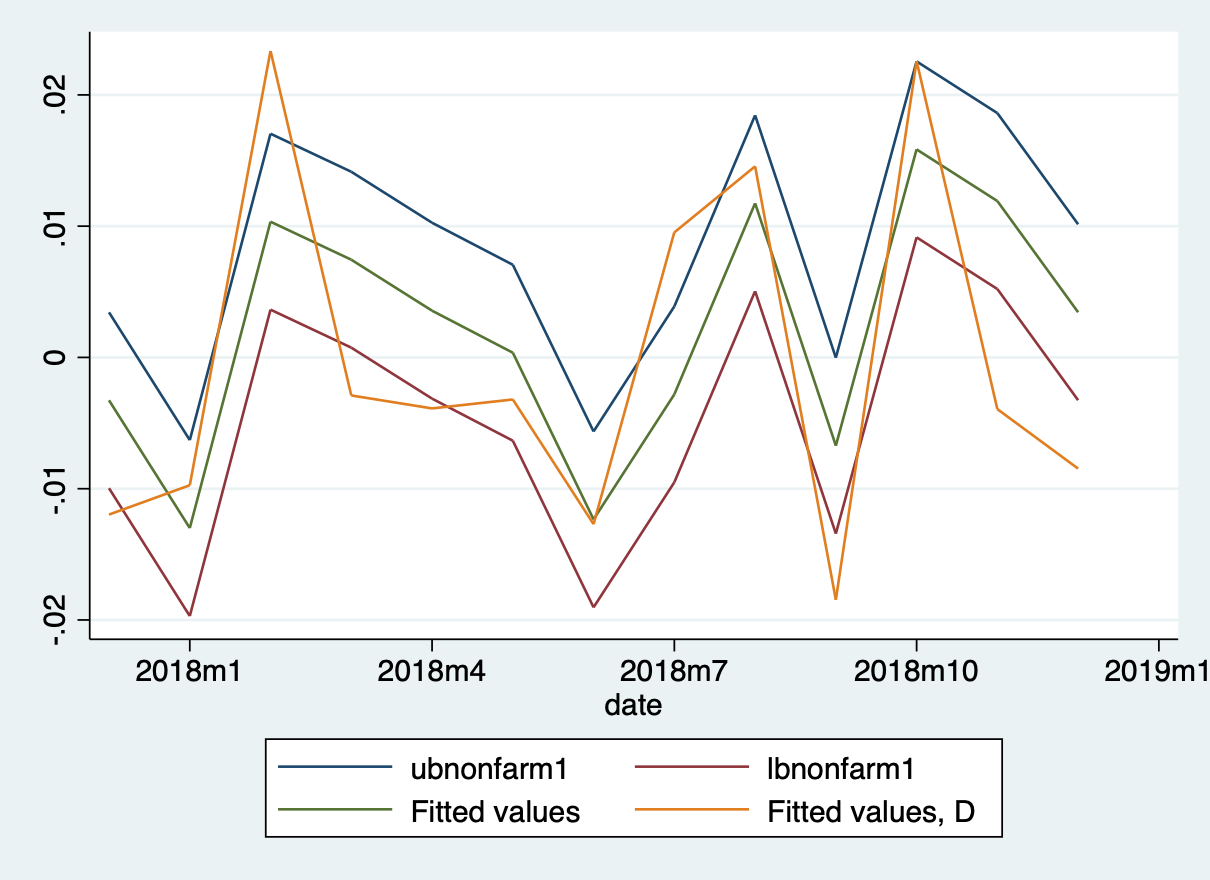 .02
.01
0
-.01
-.02
2018m1 2018m4 2018m7 2018m10 2019m1
date
ubnonfarm1 lbnonfarm1
Fitted values Fitted values, D